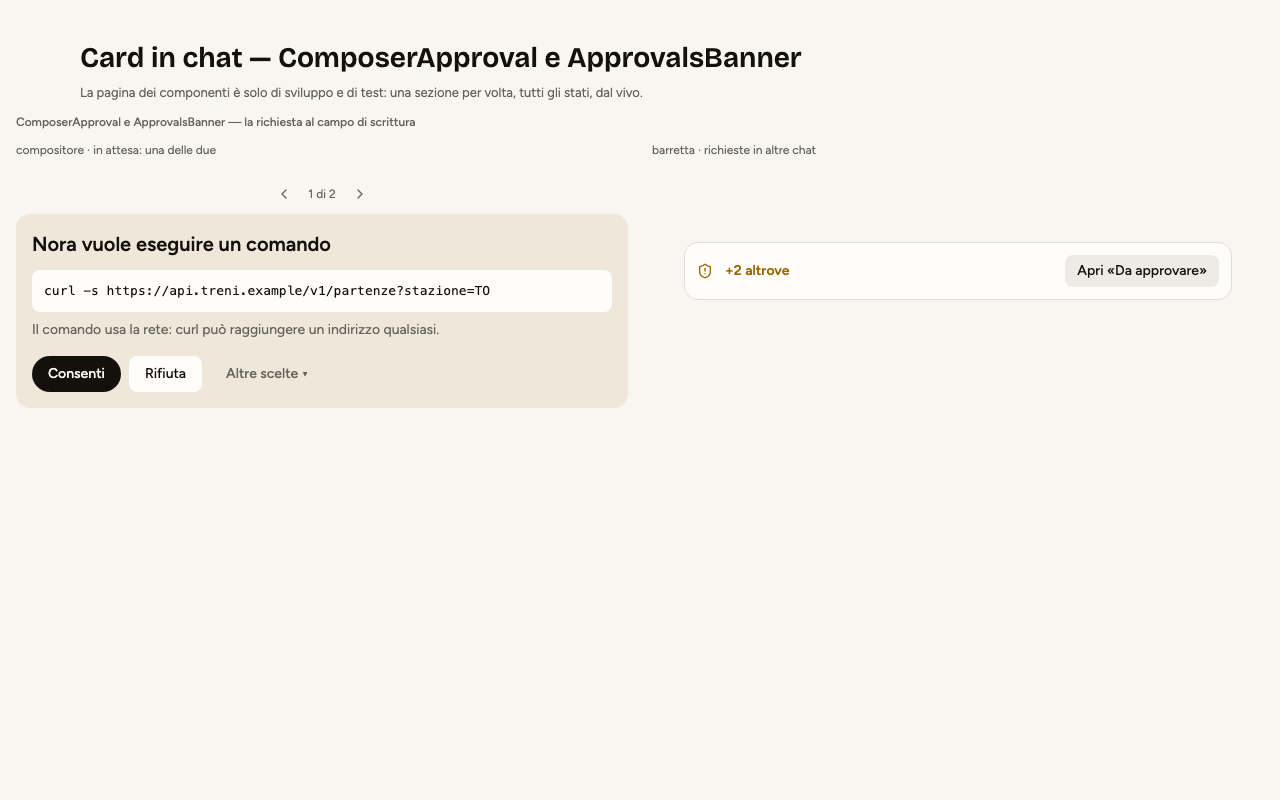 Card in chat — ComposerApproval e ApprovalsBanner
La pagina dei componenti è solo di sviluppo e di test: una sezione per volta, tutti gli stati, dal vivo.
ComposerApproval e ApprovalsBanner — la richiesta al campo di scrittura
compositore · in attesa: una delle due
1 di 2
Nora vuole eseguire un comando
curl -s https://api.treni.example/v1/partenze?stazione=TO
Il comando usa la rete: curl può raggiungere un indirizzo qualsiasi.
Consenti
Rifiuta
Altre scelte ▾
barretta · richieste in altre chat
+2 altrove
Apri «Da approvare»